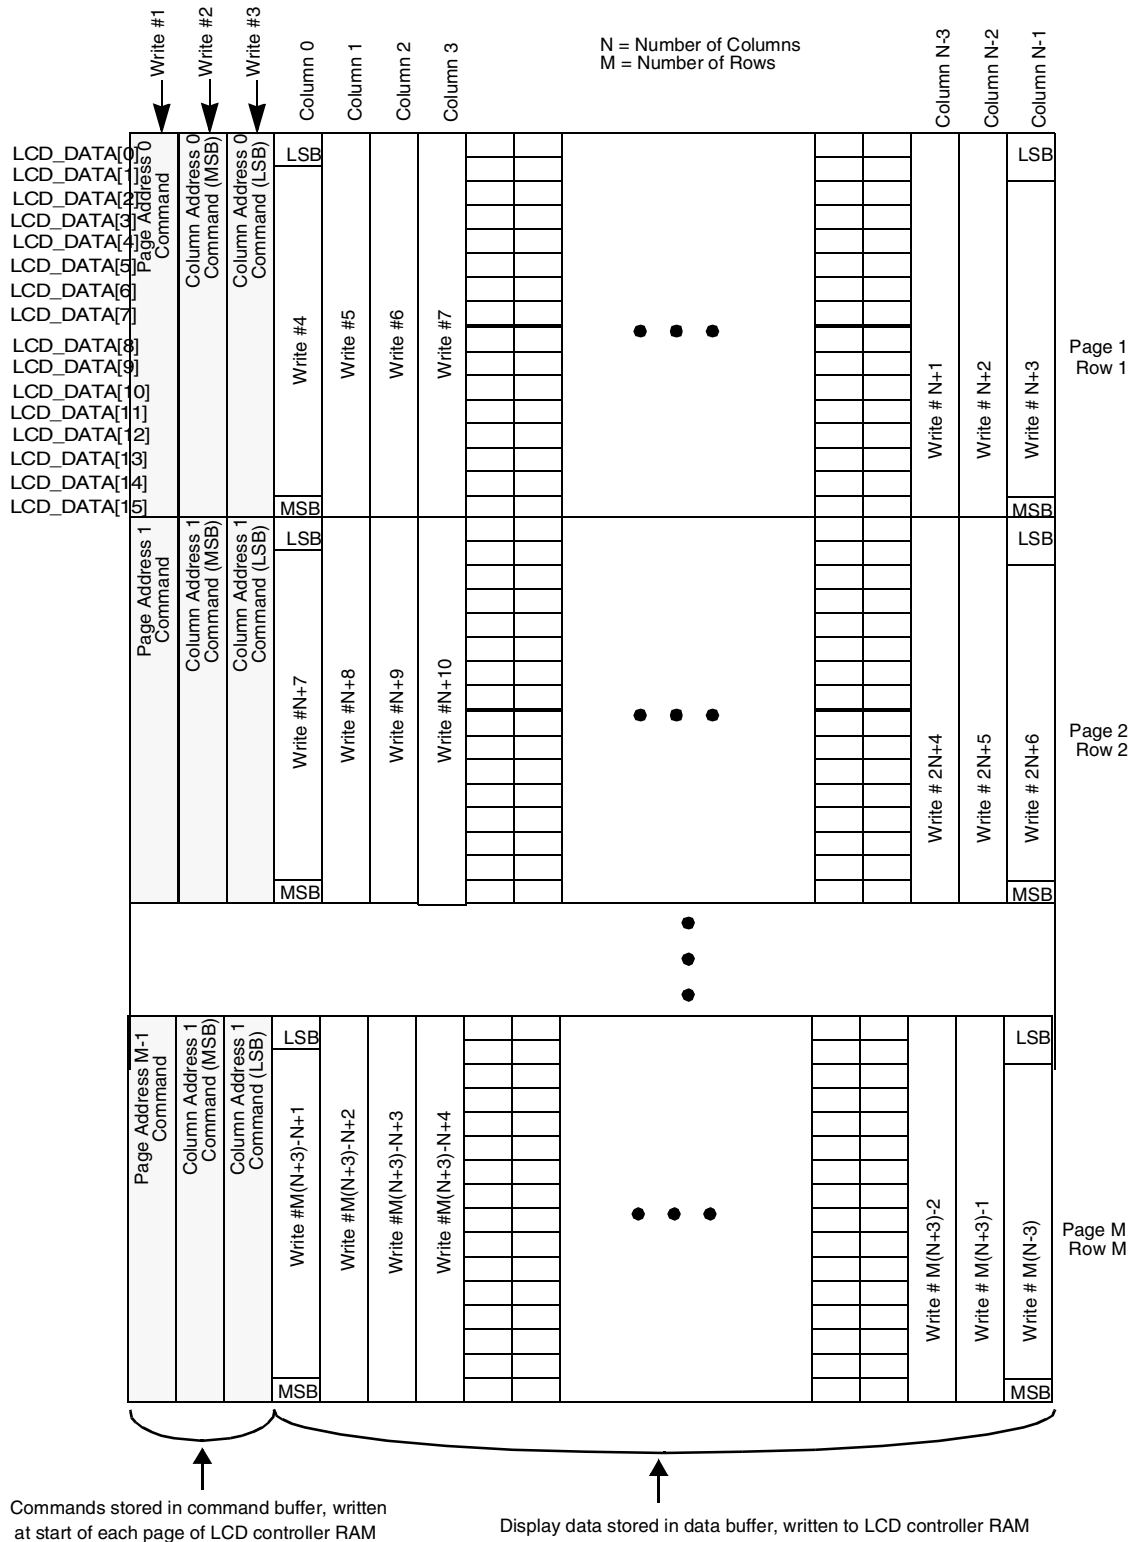 Write #1
Write #2
Write #3
Column 0
Column 1
Column 2
Column 3
N = Number of Columns
M = Number of Rows
Column N-3
Column N-2
Column N-1
LCD_DATA[0]
LCD_DATA[1]
LCD_DATA[2]
LCD_DATA[3]
LCD_DATA[4]
LCD_DATA[5]
LCD_DATA[6]
LCD_DATA[7]
LCD_DATA[8]
LCD_DATA[9]
LCD_DATA[10]
LCD_DATA[11]
LCD_DATA[12]
LCD_DATA[13]
LCD_DATA[14]
LCD_DATA[15]
Page Address 0
Command
Column Address 0
Command (MSB)
Column Address 0
Command (LSB)
LSB
Write #4
MSB
Write #5
Write #6
Write #7
Write # N+1
Write # N+2
LSB
Write # N+3
MSB
Page 1
Row 1
Page Address 1
Command
Column Address 1
Command (MSB)
Column Address 1
Command (LSB)
LSB
Write #N+7
MSB
Write #N+8
Write #N+9
Write #N+10
Write # 2N+4
Write # 2N+5
LSB
Write # 2N+6
MSB
Page 2
Row 2
Page Address M-1
Command
Column Address 1
Command (MSB)
Column Address 1
Command (LSB)
LSB
Write #M(N+3)-N+1
MSB
Write #M(N+3)-N+2
Write #M(N+3)-N+3
Write #M(N+3)-N+4
Write # M(N+3)-2
Write # M(N+3)-1
LSB
Write # M(N-3)
MSB
Page M
Row M
Commands stored in command buffer, written
at start of each page of LCD controller RAM
Display data stored in data buffer, written to LCD controller RAM